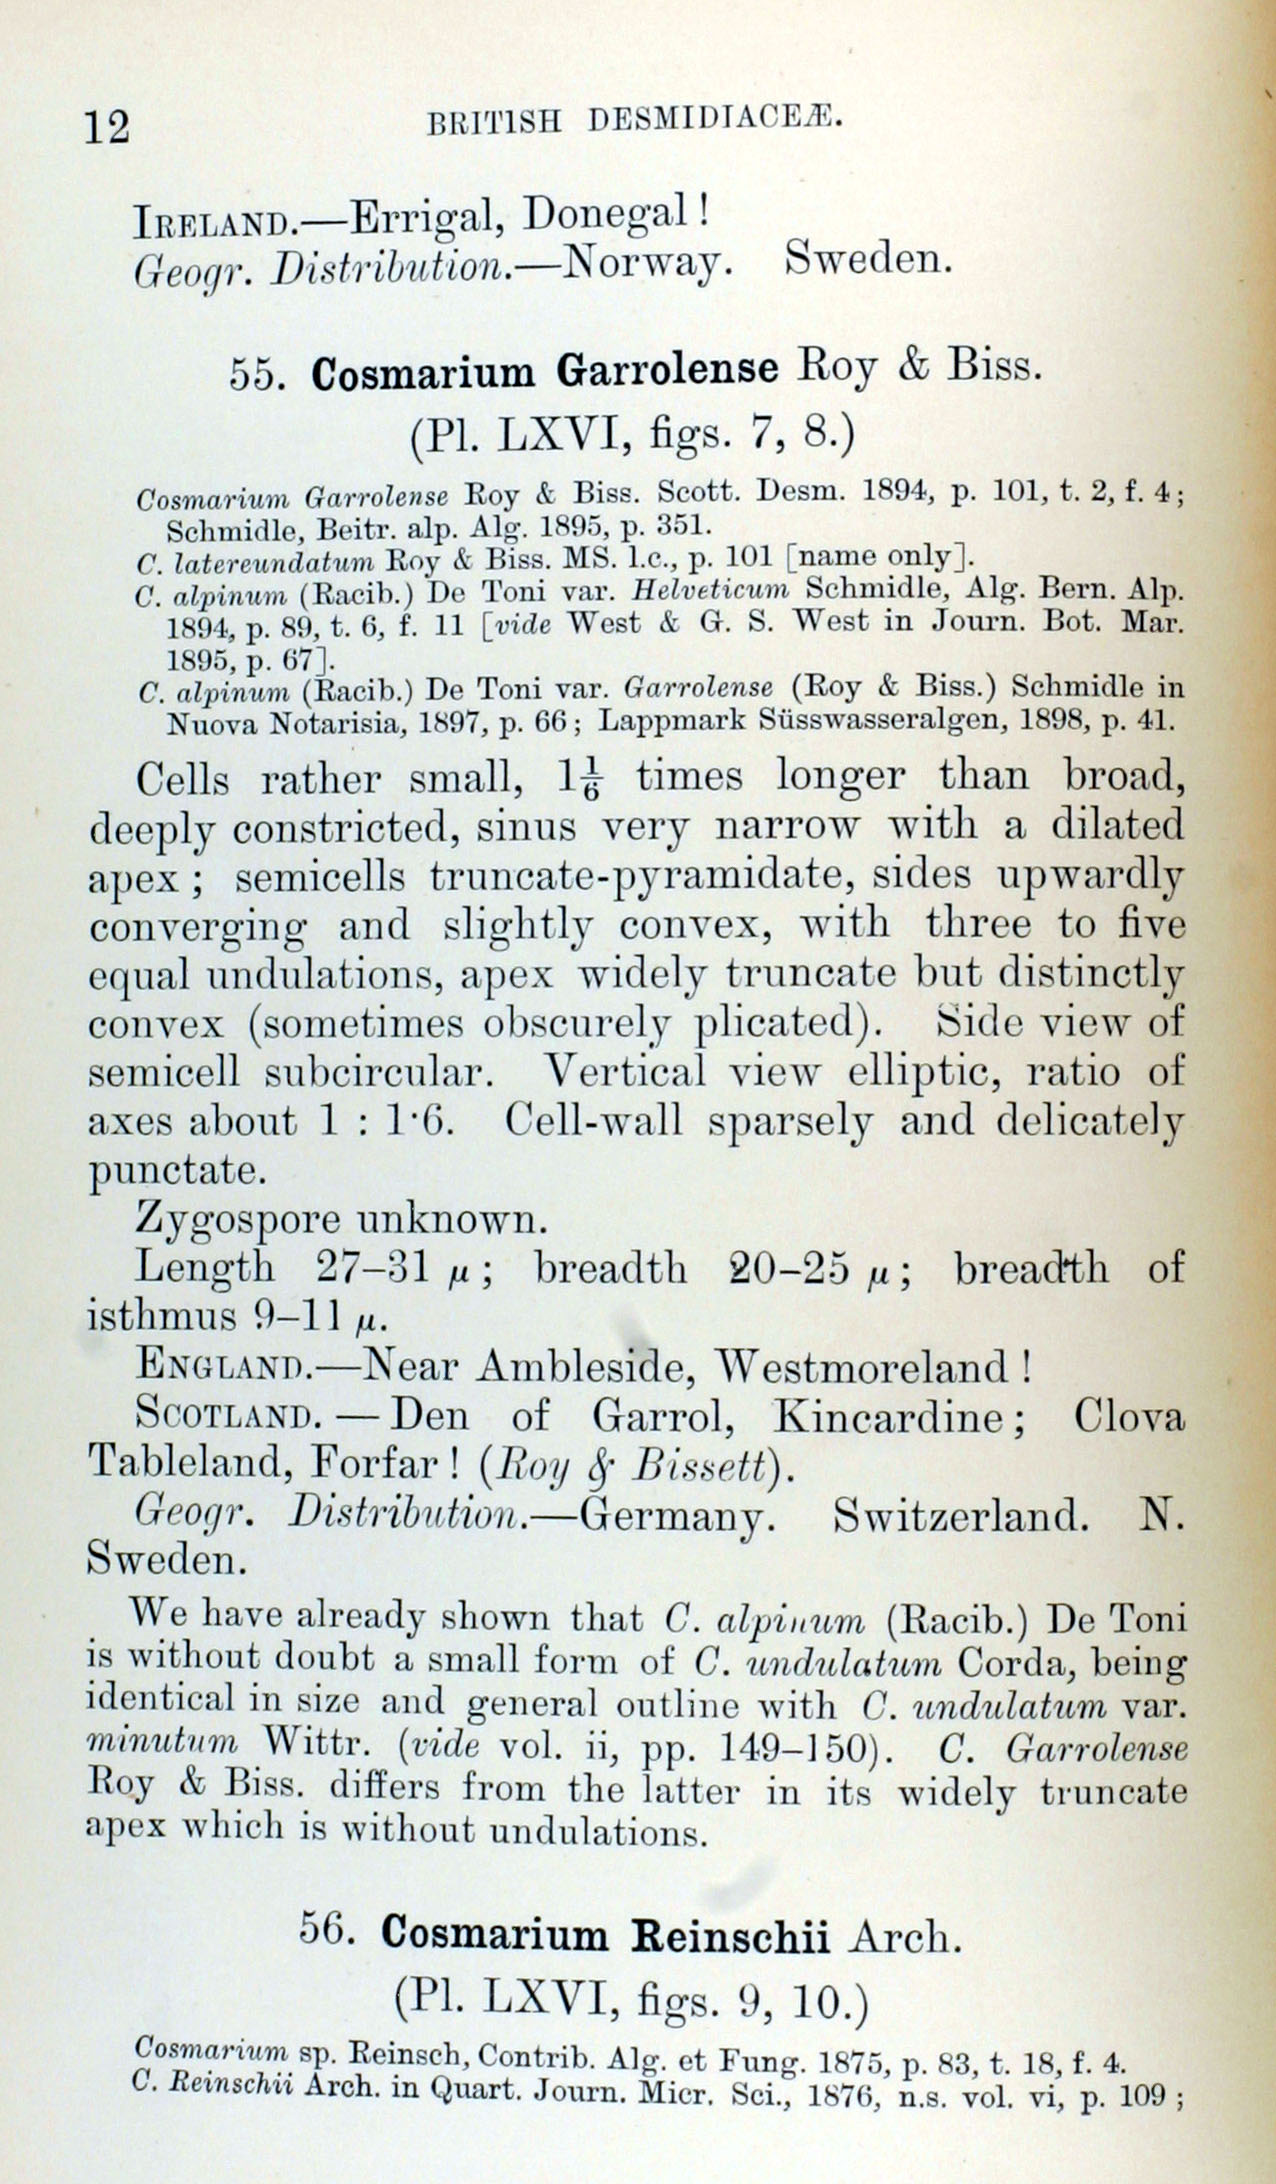 12
BRITISH DESMIDIACEÆ.
IRELAND.—Errigal, Donegal !
Geogr. Distribution.—Norway. Sweden.
55. Cosmarium Garrolense Roy & Biss.
(Pl. LXVI, figs. 7, 8.)
Cosmarium Garrolense Roy & Biss. Scott. Desm. 1894, p. 101, t. 2, f. 4;
Schmidle, Beitr. alp. Alg. 1895, p. 351.
C. latereundatum Roy & Biss. MS. l.c., p. 101 [name only].
C. alpinum (Racib.) De Toni var. Helveticum Schmidle, Alg. Bern. Alp.
1894, p. 89, t. 6, f. 11 [vide West & G. S. West in Journ. Bot. Mar.
1895, p. 67].
C. alpinum (Racib.) De Toni var. Garrolense (Roy & Biss.) Schmidle in
Nuova Notarisia, 1897, p. 66; Lappmark Süsswasseralgen, 1898, p. 41.
Cells rather small, 1⅙ times longer than broad,
deeply constricted, sinus very narrow with a dilated
apex; semicells truncate-pyramidate, sides upwardly
converging and slightly convex, with three to five
equal undulations, apex widely truncate but distinctly
convex (sometimes obscurely plicated). Side view of
semicell subcircular. Vertical view elliptic, ratio of
axes about 1 : 1·6. Cell-wall sparsely and delicately
punctate.
Zygospore unknown.
Length 27–31 μ; breadth 20–25 μ; breadth of
isthmus 9–11 μ.
ENGLAND.—Near Ambleside, Westmoreland !
SCOTLAND.—Den of Garrol, Kincardine; Clova
Tableland, Forfar ! (Roy & Bissett).
Geogr. Distribution.—Germany. Switzerland. N.
Sweden.
We have already shown that C. alpinum (Racib.) De Toni
is without doubt a small form of C. undulatum Corda, being
identical in size and general outline with C. undulatum var.
minutum Wittr. (vide vol. ii, pp. 149–150). C. Garrolense
Roy & Biss. differs from the latter in its widely truncate
apex which is without undulations.
56. Cosmarium Reinschii Arch.
(Pl. LXVI, figs. 9, 10.)
Cosmarium sp. Reinsch, Contrib. Alg. et Fung. 1875, p. 83, t. 18, f. 4.
C. Reinschii Arch. in Quart. Journ. Micr. Sci., 1876, n.s. vol. vi, p. 109;